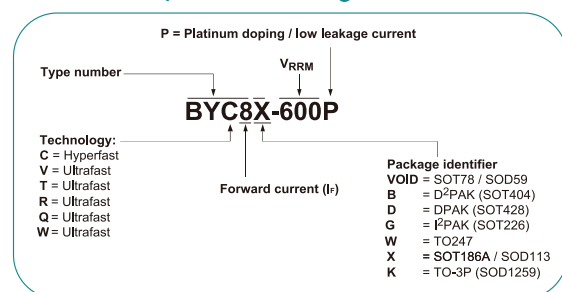 P = Platinum doping / low leakage current
Type number
VRRM
BYC8X-600P
Technology:
C = Hyperfast
V = Ultrafast
T = Ultrafast
R = Ultrafast
Q = Ultrafast
W = Ultrafast
Forward current (IF)
Package identifier
VOID = SOT78 / SOD59
B = D²PAK (SOT404)
D = DPAK (SOT428)
G = I²PAK (SOT226)
W = TO247
X = SOT186A / SOD113
K = TO-3P (SOD1259)